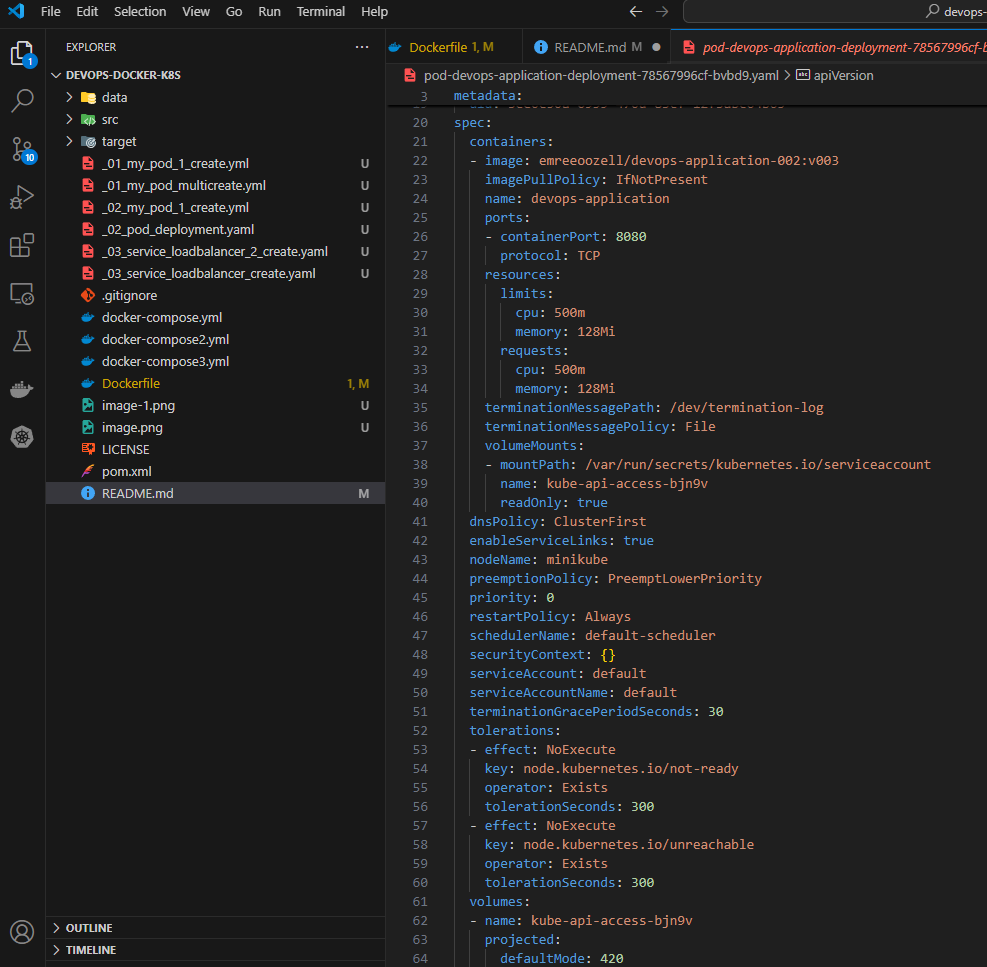 File Edit Selection View Go Run Terminal Help
devops-
EXPLORER
DEVOPS-DOCKER-K8S
data
src
target
_01_my_pod_1_create.yml U
_01_my_pod_multicreate.yml U
_02_my_pod_1_create.yml U
_02_pod_deployment.yaml U
_03_service_loadbalancer_2_create.yaml U
_03_service_loadbalancer_create.yaml U
.gitignore
docker-compose.yml
docker-compose2.yml
docker-compose3.yml
Dockerfile 1, M
image-1.png U
image.png U
LICENSE
pom.xml
README.md M
OUTLINE
TIMELINE
1
10
Dockerfile 1, M
README.md M
pod-devops-application-deployment-78567996cf-b
pod-devops-application-deployment-78567996cf-bvbd9.yaml > apiVersion
3 metadata:
20 spec:
21 containers:
22 - image: emreeoozell/devops-application-002:v003
23 imagePullPolicy: IfNotPresent
24 name: devops-application
25 ports:
26 - containerPort: 8080
27 protocol: TCP
28 resources:
29 limits:
30 cpu: 500m
31 memory: 128Mi
32 requests:
33 cpu: 500m
34 memory: 128Mi
35 terminationMessagePath: /dev/termination-log
36 terminationMessagePolicy: File
37 volumeMounts:
38 - mountPath: /var/run/secrets/kubernetes.io/serviceaccount
39 name: kube-api-access-bjn9v
40 readOnly: true
41 dnsPolicy: ClusterFirst
42 enableServiceLinks: true
43 nodeName: minikube
44 preemptionPolicy: PreemptLowerPriority
45 priority: 0
46 restartPolicy: Always
47 schedulerName: default-scheduler
48 securityContext: {}
49 serviceAccount: default
50 serviceAccountName: default
51 terminationGracePeriodSeconds: 30
52 tolerations:
53 - effect: NoExecute
54 key: node.kubernetes.io/not-ready
55 operator: Exists
56 tolerationSeconds: 300
57 - effect: NoExecute
58 key: node.kubernetes.io/unreachable
59 operator: Exists
60 tolerationSeconds: 300
61 volumes:
62 - name: kube-api-access-bjn9v
63 projected:
64 defaultMode: 420